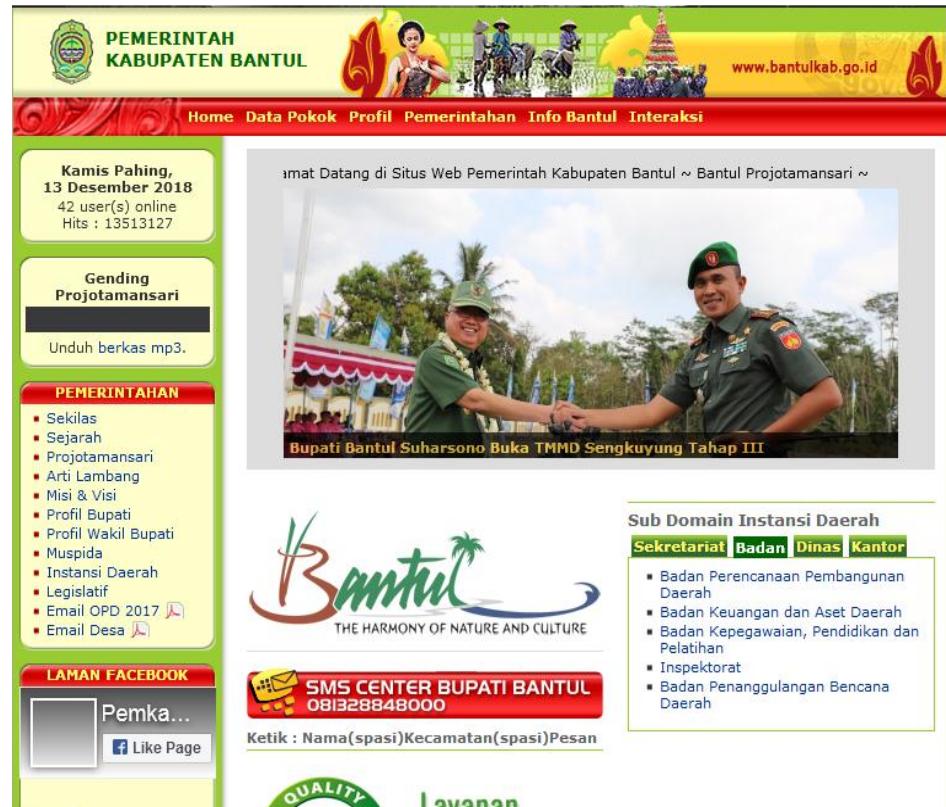 PEMERINTAH
KABUPATEN BANTUL
www.bantulkab.go.id
Home Data Pokok Profil Pemerintahan Info Bantul Interaksi
Kamis Pahing,
13 Desember 2018
42 user(s) online
Hits : 13513127
Gending
Projotamansari
Unduh berkas mp3.
PEMERINTAHAN
Sekilas
Sejarah
Projotamansari
Arti Lambang
Misi & Visi
Profil Bupati
Profil Wakil Bupati
Muspida
Instansi Daerah
Legislatif
Email OPD 2017
Email Desa
LAMAN FACEBOOK
Pemka...
Like Page
amat Datang di Situs Web Pemerintah Kabupaten Bantul ~ Bantul Projotamansari ~
Bupati Bantul Suharsono Buka TMMD Sengkuyung Tahap III
Bantul
THE HARMONY OF NATURE AND CULTURE
SMS CENTER BUPATI BANTUL
081328848000
Ketik : Nama(spasi)Kecamatan(spasi)Pesan
QUALITY
Layanan
Sub Domain Instansi Daerah
Sekretariat Badan Dinas Kantor
Badan Perencanaan Pembangunan
Daerah
Badan Keuangan dan Aset Daerah
Badan Kepegawaian, Pendidikan dan
Pelatihan
Inspektorat
Badan Penanggulangan Bencana
Daerah